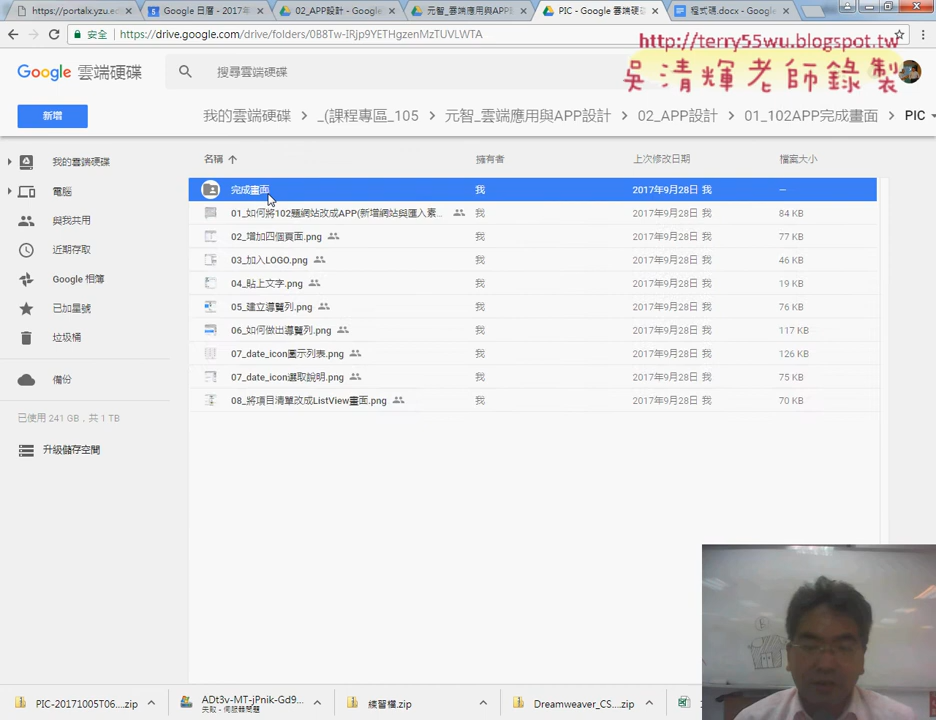 https://portalx.yzu.ed
Google 日曆 - 2017年
02_APP設計 - Google
元智_雲端應用與APP設
PIC - Google 雲端硬碟
程式碼.docx - Google
安全
https://drive.google.com/drive/folders/0B8Tw-IRjp9YETHgzenMzTUVLWTA
http://terry55wu.blogspot.tw
吳清輝老師錄製
Google 雲端硬碟
搜尋雲端硬碟
新增
我的雲端硬碟 > _(課程專區_105 > 元智_雲端應用與APP設計 > 02_APP設計 > 01_102APP完成畫面 > PIC
名稱 擁有者 上次修改日期 檔案大小
我的雲端硬碟
電腦
與我共用
近期存取
Google 相簿
已加星號
垃圾桶
備份
已使用 241 GB，共 1 TB
升級儲存空間
完成畫面 我 2017年9月28日 我 –
01_如何將102題網站改成APP(新增網站與匯入素... 我 2017年9月28日 我 84 KB
02_增加四個頁面.png 我 2017年9月28日 我 77 KB
03_加入LOGO.png 我 2017年9月28日 我 46 KB
04_貼上文字.png 我 2017年9月28日 我 19 KB
05_建立導覽列.png 我 2017年9月28日 我 76 KB
06_如何做出導覽列.png 我 2017年9月28日 我 117 KB
07_date_icon圖示列表.png 我 2017年9月28日 我 126 KB
07_date_icon選取說明.png 我 2017年9月28日 我 75 KB
08_將項目清單改成ListView畫面.png 我 2017年9月28日 我 70 KB
PIC-20171005T06....zip
ADt3v-MT-jPnik-Gd9...
失敗 - 伺服器問題
練習檔.zip
Dreamweaver_CS....zip